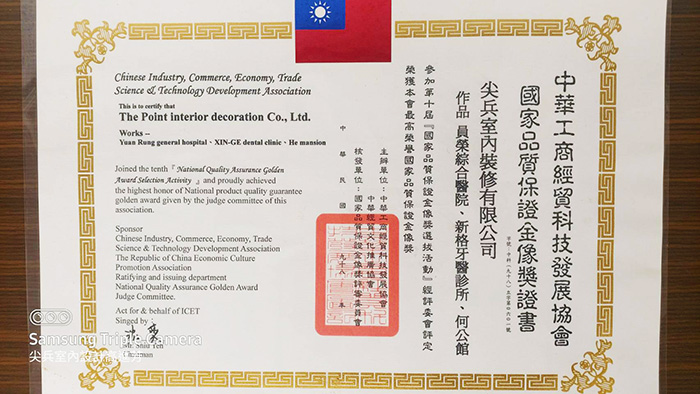 Chinese Industry, Commerce, Economy, Trade
Science & Technology Development Association
This is to certify that
The Point interior decoration Co., Ltd.
Works –
Yuan Rung general hospital、XIN-GE dental clinic、He mansion
Joined the tenth『National Quality Assurance Golden
Award Selection Activity 』and proudly achieved
the highest honor of National product quality guarantee
golden award given by the judge committee of this
association.
Sponsor
Chinese Industry, Commerce, Economy, Trade
Science & Technology Development Association
The Republic of China Economic Culture
Promotion Association
Ratifying and issuing department
National Quality Assurance Golden Award
Judge Committee.
Act for & behalf of ICET
Singed by:
中華工商經貿科技發展協會
國家品質保證金像獎證書
尖兵室內裝修有限公司
作品 員榮綜合醫院、新格牙醫診所、何公館
參加第十屆『國家品質保證金像獎選拔活動』經評委會評定
榮獲本會最高榮譽國家品質保證金像獎
主辦單位：中華工商經貿科技發展協會
中華經貿文化推廣協會
核發單位：國家品質保證金像獎評審委員會
中華民國九十八年
Samsung Triple Camera